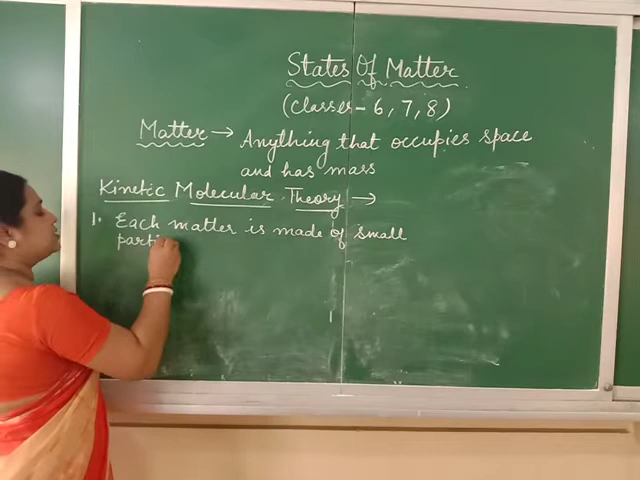 States Of Matter
(Classes - 6, 7, 8)
Matter → Anything that occupies space
and has mass
Kinetic Molecular Theory →
1. Each matter is made of small
parti